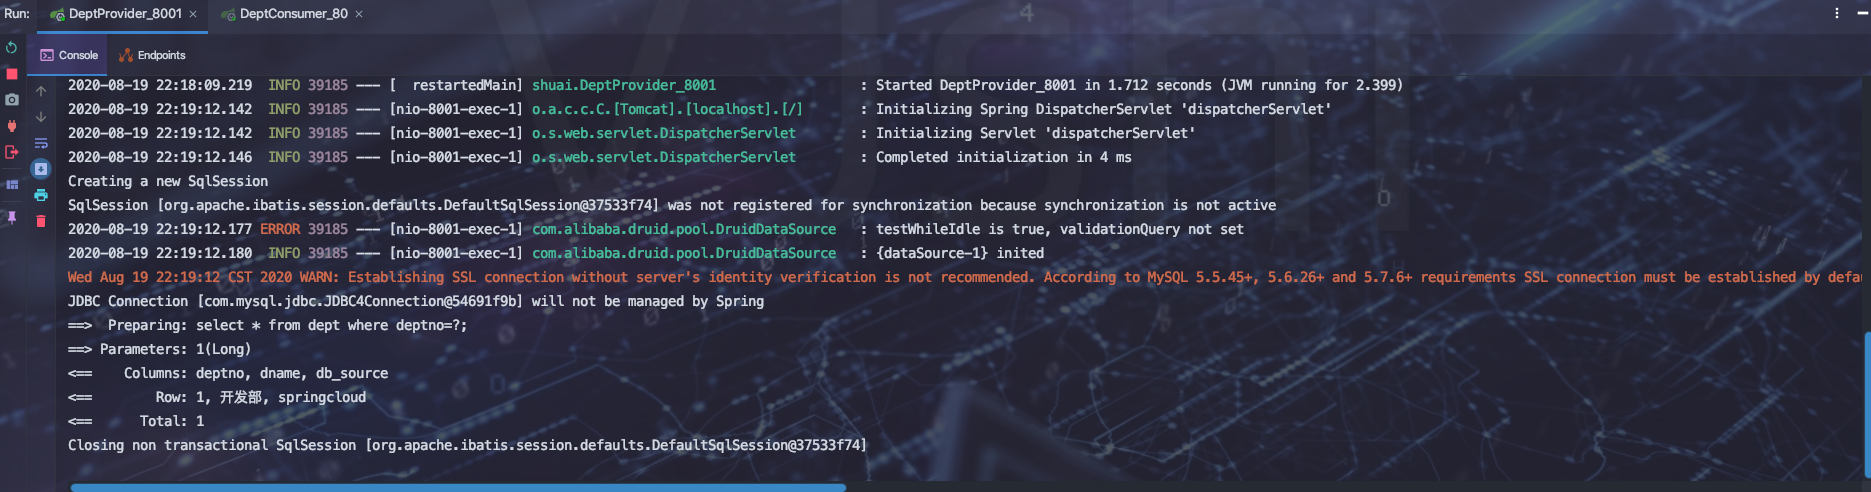 Run: DeptProvider_8001 × DeptConsumer_80 ×
Console Endpoints
2020-08-19 22:18:09.219  INFO 39185 --- [  restartedMain] shuai.DeptProvider_8001                  : Started DeptProvider_8001 in 1.712 seconds (JVM running for 2.399)
2020-08-19 22:19:12.142  INFO 39185 --- [nio-8001-exec-1] o.a.c.c.C.[Tomcat].[localhost].[/]       : Initializing Spring DispatcherServlet 'dispatcherServlet'
2020-08-19 22:19:12.142  INFO 39185 --- [nio-8001-exec-1] o.s.web.servlet.DispatcherServlet        : Initializing Servlet 'dispatcherServlet'
2020-08-19 22:19:12.146  INFO 39185 --- [nio-8001-exec-1] o.s.web.servlet.DispatcherServlet        : Completed initialization in 4 ms
Creating a new SqlSession
SqlSession [org.apache.ibatis.session.defaults.DefaultSqlSession@37533f74] was not registered for synchronization because synchronization is not active
2020-08-19 22:19:12.177 ERROR 39185 --- [nio-8001-exec-1] com.alibaba.druid.pool.DruidDataSource   : testWhileIdle is true, validationQuery not set
2020-08-19 22:19:12.180  INFO 39185 --- [nio-8001-exec-1] com.alibaba.druid.pool.DruidDataSource   : {dataSource-1} inited
Wed Aug 19 22:19:12 CST 2020 WARN: Establishing SSL connection without server's identity verification is not recommended. According to MySQL 5.5.45+, 5.6.26+ and 5.7.6+ requirements SSL connection must be established by defau
JDBC Connection [com.mysql.jdbc.JDBC4Connection@54691f9b] will not be managed by Spring
==>  Preparing: select * from dept where deptno=?;
==> Parameters: 1(Long)
<==    Columns: deptno, dname, db_source
<==        Row: 1, 开发部, springcloud
<==      Total: 1
Closing non transactional SqlSession [org.apache.ibatis.session.defaults.DefaultSqlSession@37533f74]